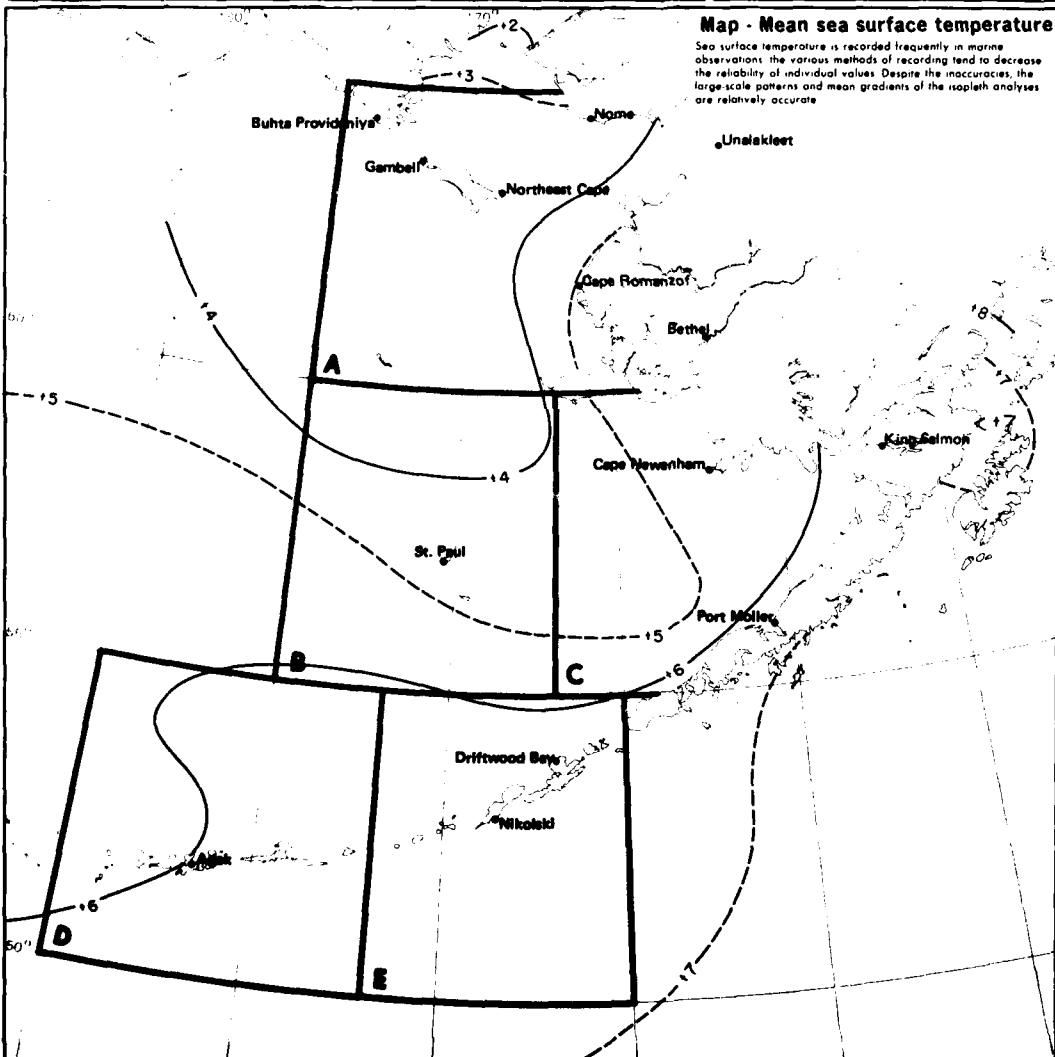 Map - Mean sea surface temperature
Sea surface temperature is recorded frequently in marine
observations the various methods of recording tend to decrease
the reliability of individual values Despite the inaccuracies, the
large-scale patterns and mean gradients of the isopleth analyses
are relatively accurate
+2
+3
Nome
Buhta Provideniya
Unalakleet
Gambell
Northeast Cape
Cape Romanzof
+4
60°
+8
Bethel
A
+7
+5
<+7
King Salmon
Cape Newenham
+4
St. Paul
Port Moller
+5
B
C
+6
Driftwood Bay
Nikolski
Adak
+6
D
50°
+7
E